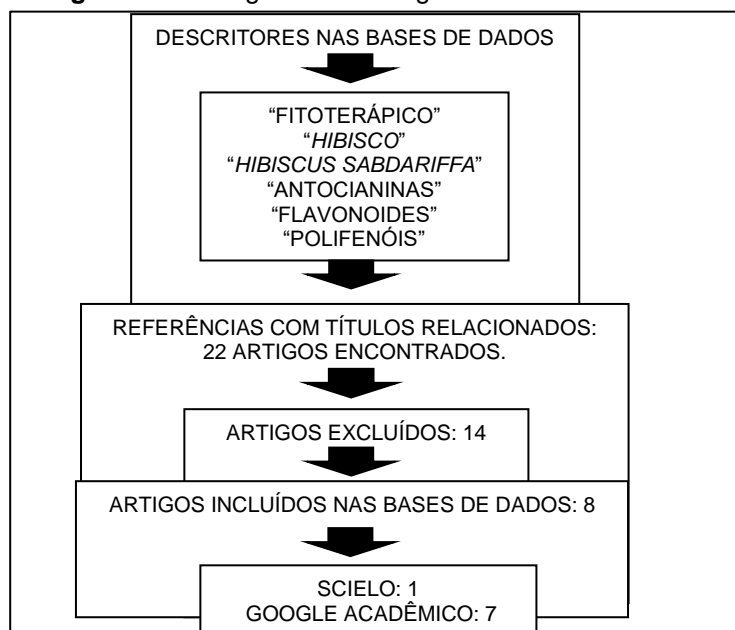 DESCRITORES NAS BASES DE DADOS
“FITOTERÁPICO”
“HIBISCO”
“HIBISCUS SABDARIFFA”
“ANTOCIANINAS”
“FLAVONOIDES”
“POLIFENÓIS”
REFERÊNCIAS COM TÍTULOS RELACIONADOS:
22 ARTIGOS ENCONTRADOS.
ARTIGOS EXCLUÍDOS: 14
ARTIGOS INCLUÍDOS NAS BASES DE DADOS: 8
SCIELO: 1
GOOGLE ACADÊMICO: 7